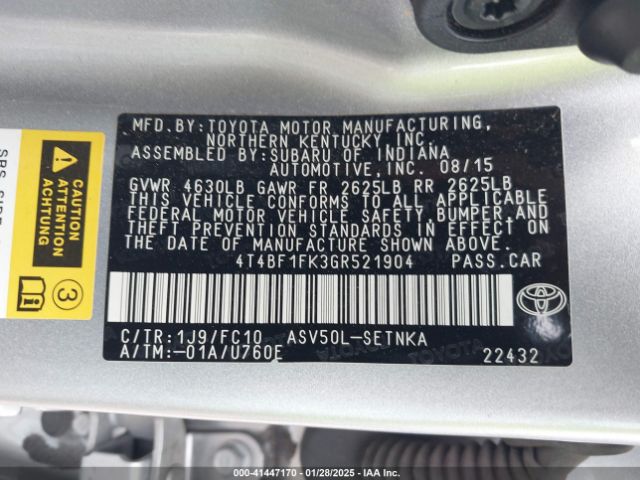 MFD.BY:TOYOTA MOTOR MANUFACTURING,
NORTHERN KENTUCKY,INC.
ASSEMBLED BY:SUBARU OF INDIANA
AUTOMOTIVE,INC. 08/15
GVWR 4630LB GAWR FR 2625LB RR 2625LB
THIS VEHICLE CONFORMS TO ALL APPLICABLE
FEDERAL MOTOR VEHICLE SAFETY,BUMPER,AND
THEFT PREVENTION STANDARDS IN EFFECT ON
THE DATE OF MANUFACTURE SHOWN ABOVE.
4T4BF1FK3GR521904 PASS.CAR
C/TR:1J9/FC10 ASV50L-SETNKA
A/TM:-01A/U760E 22432
CAUTION
3
000-41447170 | 01/28/2025 | IAA Inc.